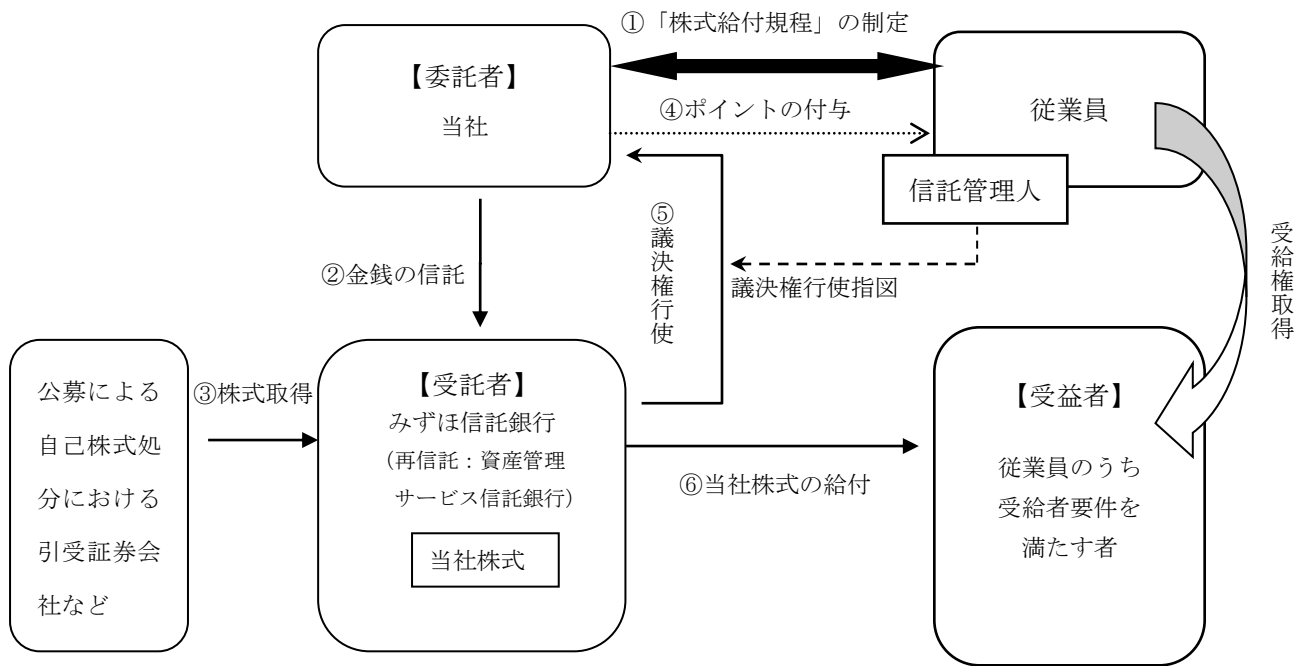 ①「株式給付規程」の制定
【委託者】
当社
④ポイントの付与
従業員
信託管理人
②金銭の信託
⑤議決権行使
議決権行使指図
受給権取得
公募による
自己株式処
分における
引受証券会
社など
③株式取得
【受託者】
みずほ信託銀行
(再信託：資産管理
サービス信託銀行)
当社株式
⑥当社株式の給付
【受益者】
従業員のうち
受給者要件を
満たす者